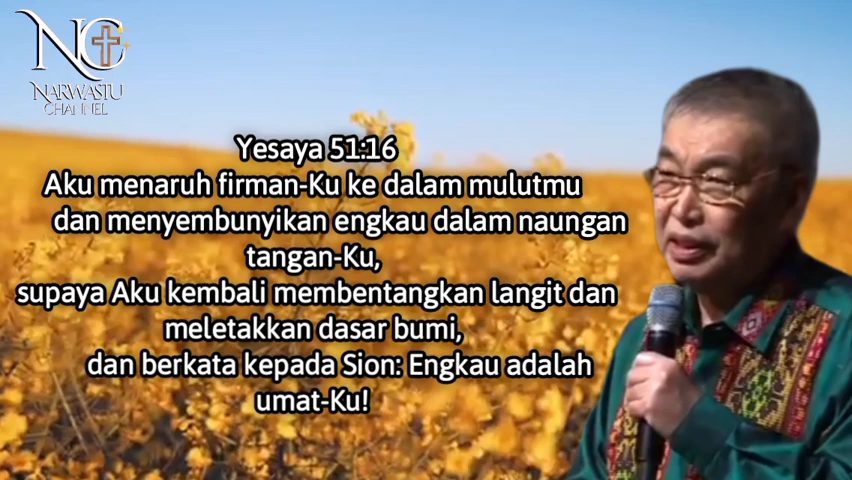 NC
NARWASTU
CHANNEL
Yesaya 51:16
Aku menaruh firman-Ku ke dalam mulutmu
dan menyembunyikan engkau dalam naungan
tangan-Ku,
supaya Aku kembali membentangkan langit dan
meletakkan dasar bumi,
dan berkata kepada Sion: Engkau adalah
umat-Ku!